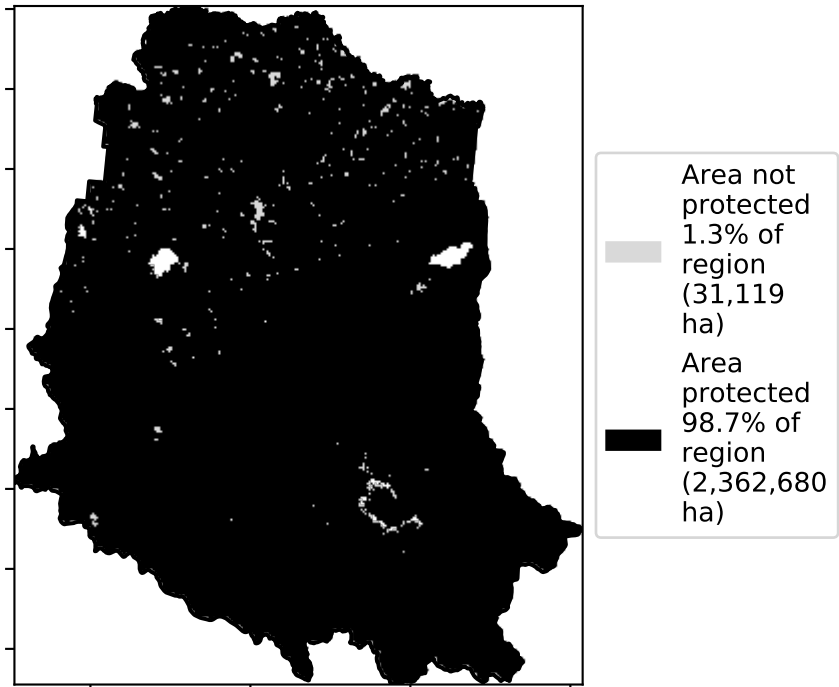 Area not
protected
1.3% of
region
(31,119
ha)
Area
protected
98.7% of
region
(2,362,680
ha)